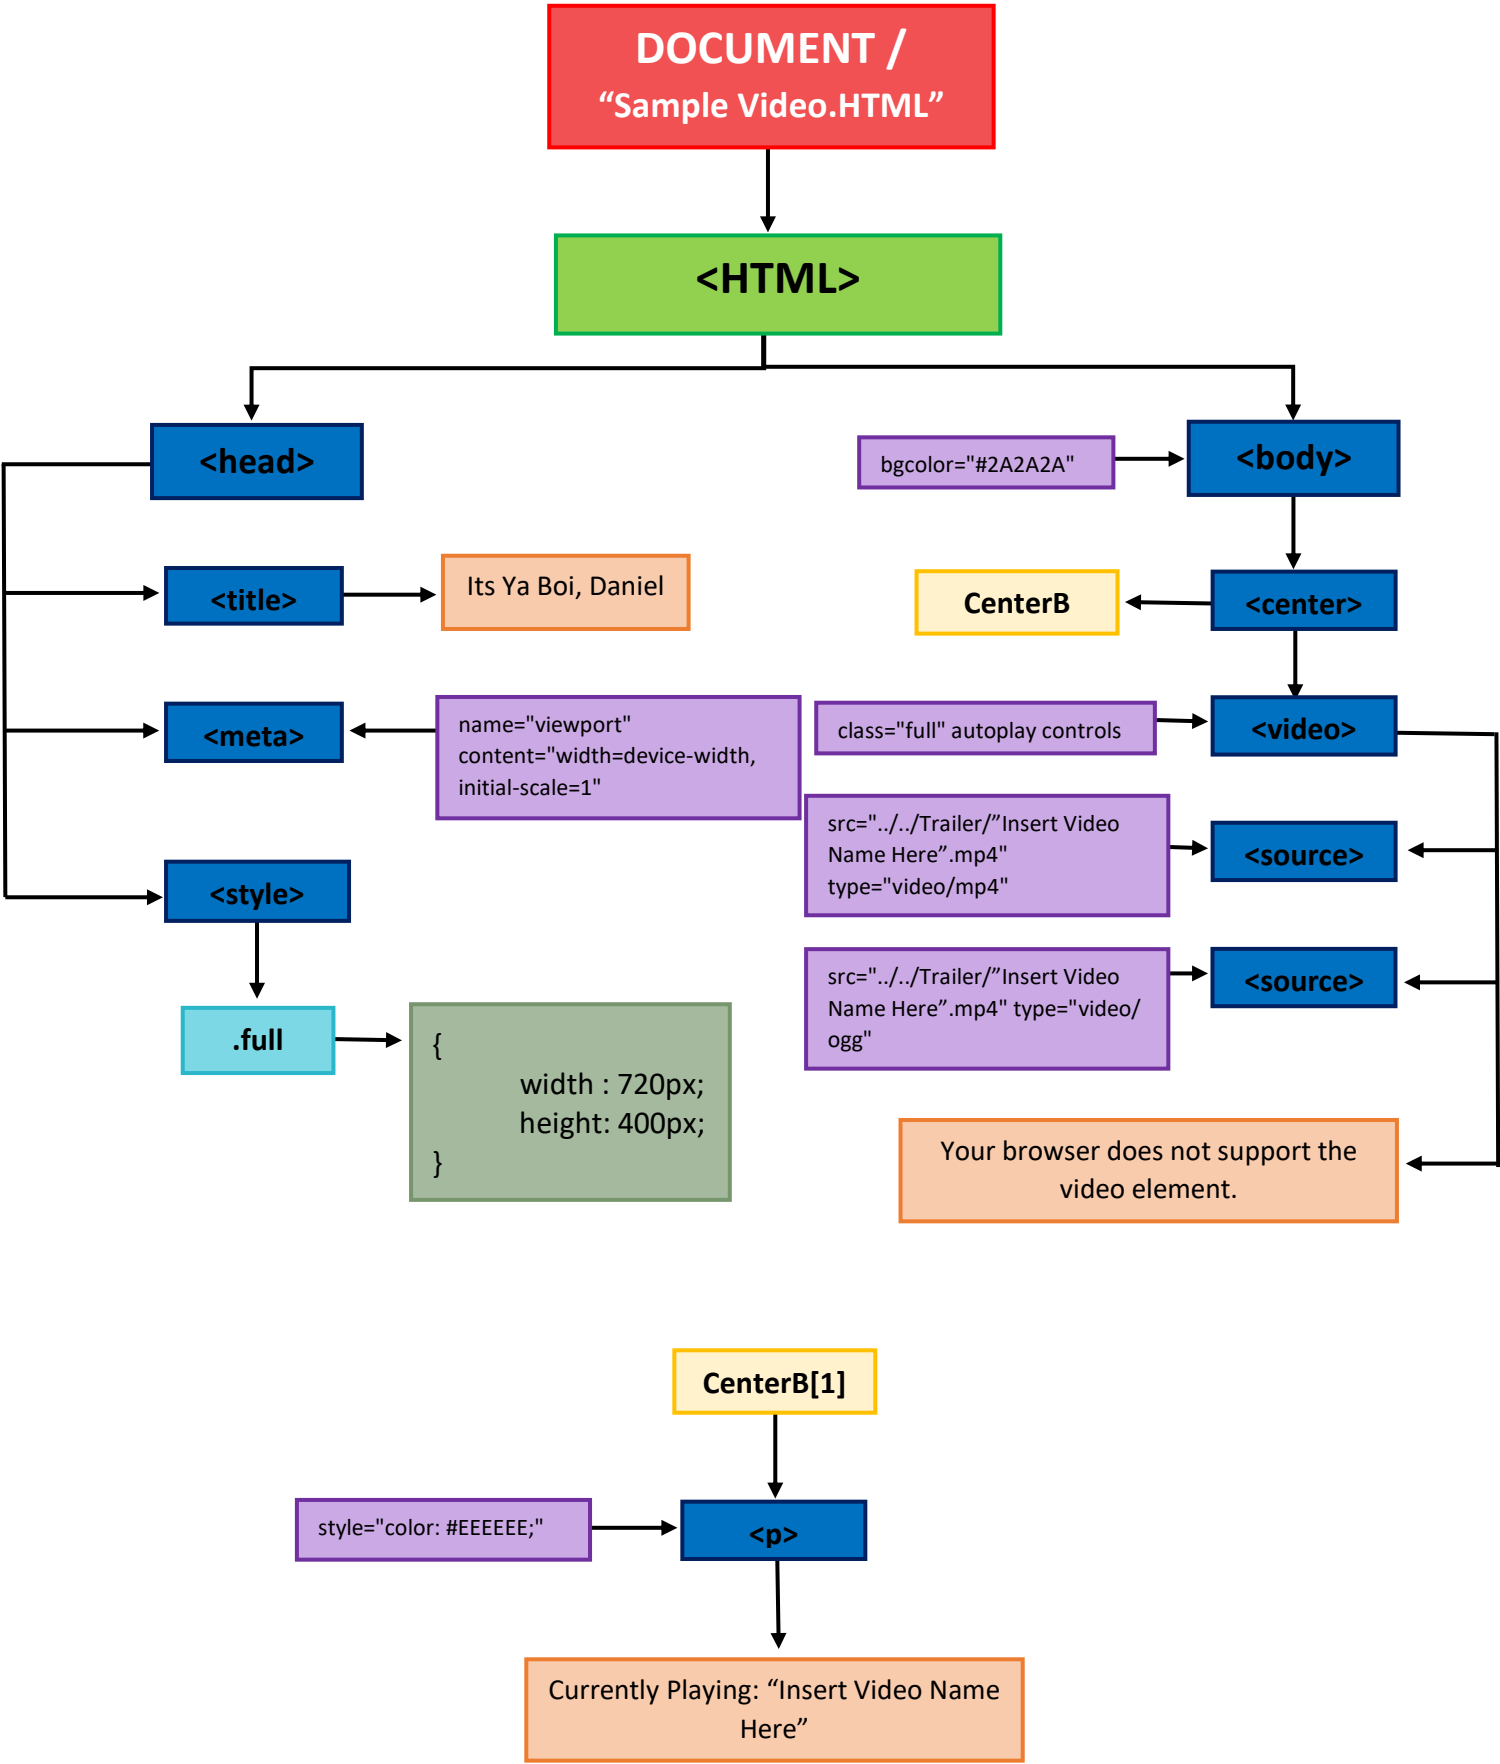 DOCUMENT /
“Sample Video.HTML”
<HTML>
<head>
bgcolor="#2A2A2A"
<body>
<title>
Its Ya Boi, Daniel
CenterB
<center>
<meta>
name="viewport"
content="width=device-width,
initial-scale=1"
class="full" autoplay controls
<video>
src="../../Trailer/”Insert Video
Name Here”.mp4"
type="video/mp4"
<source>
<style>
src="../../Trailer/”Insert Video
Name Here”.mp4" type="video/
ogg"
<source>
.full
{
width : 720px;
height: 400px;
}
Your browser does not support the
video element.
CenterB[1]
style="color: #EEEEEE;"
<p>
Currently Playing: “Insert Video Name
Here”